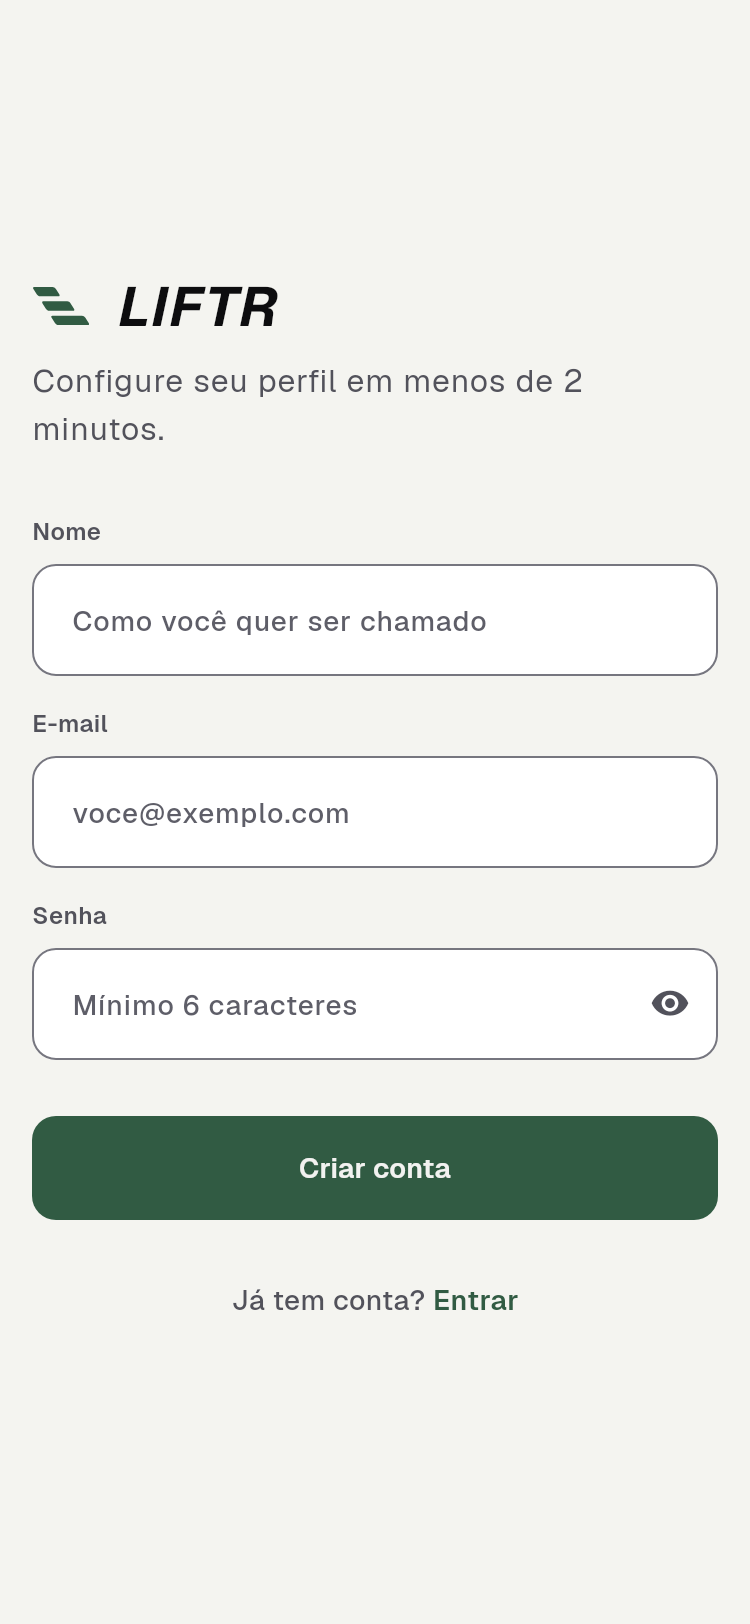 LIFTR
Configure seu perfil em menos de 2
minutos.
Nome
Como você quer ser chamado
E-mail
voce@exemplo.com
Senha
Mínimo 6 caracteres
Criar conta
Já tem conta? Entrar